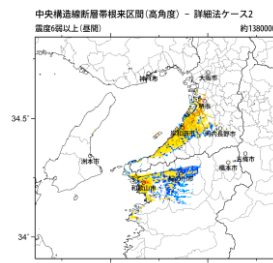 中央構造線断層帯根来区間(高角度) - 詳細法ケース2
震度6弱以上(昼間)
約1380000
神戸市
大阪市
堺市
34.5°
岸和田市
河内長野市
洲本市
五條市
橋本市
和歌山市
34°